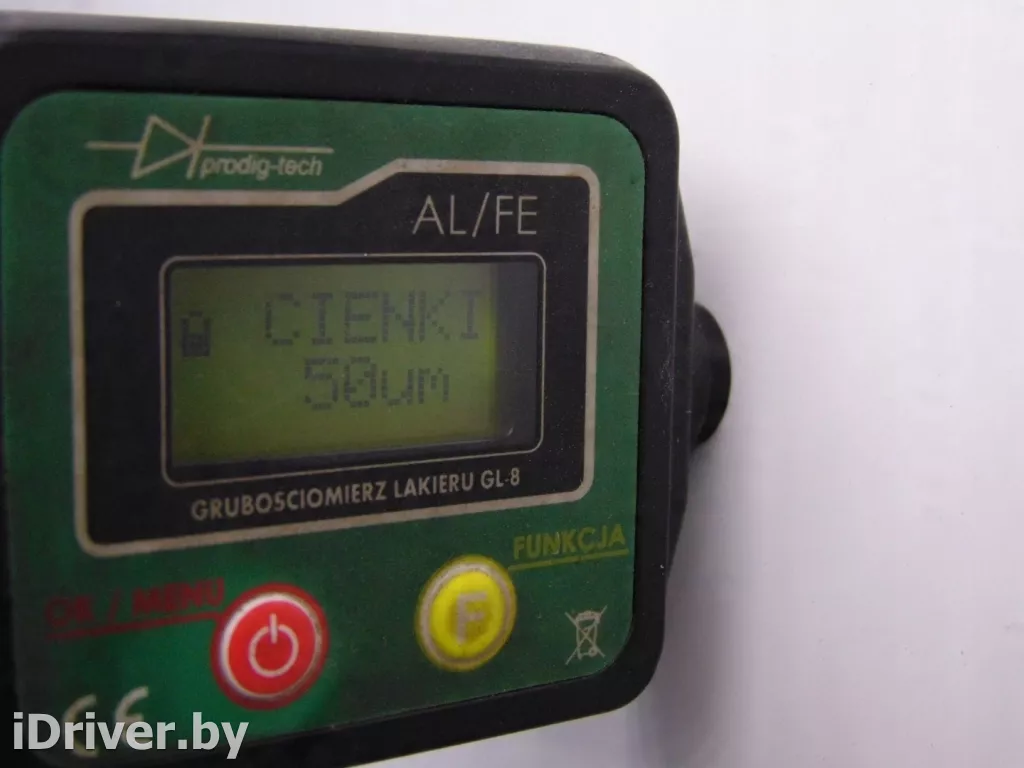 prodig-tech
AL/FE
CIENKI
50um
GRUBOSCIOMIERZ LAKIERU GL-8
FUNKCJA
OK / MENU
F
CE
iDriver.by